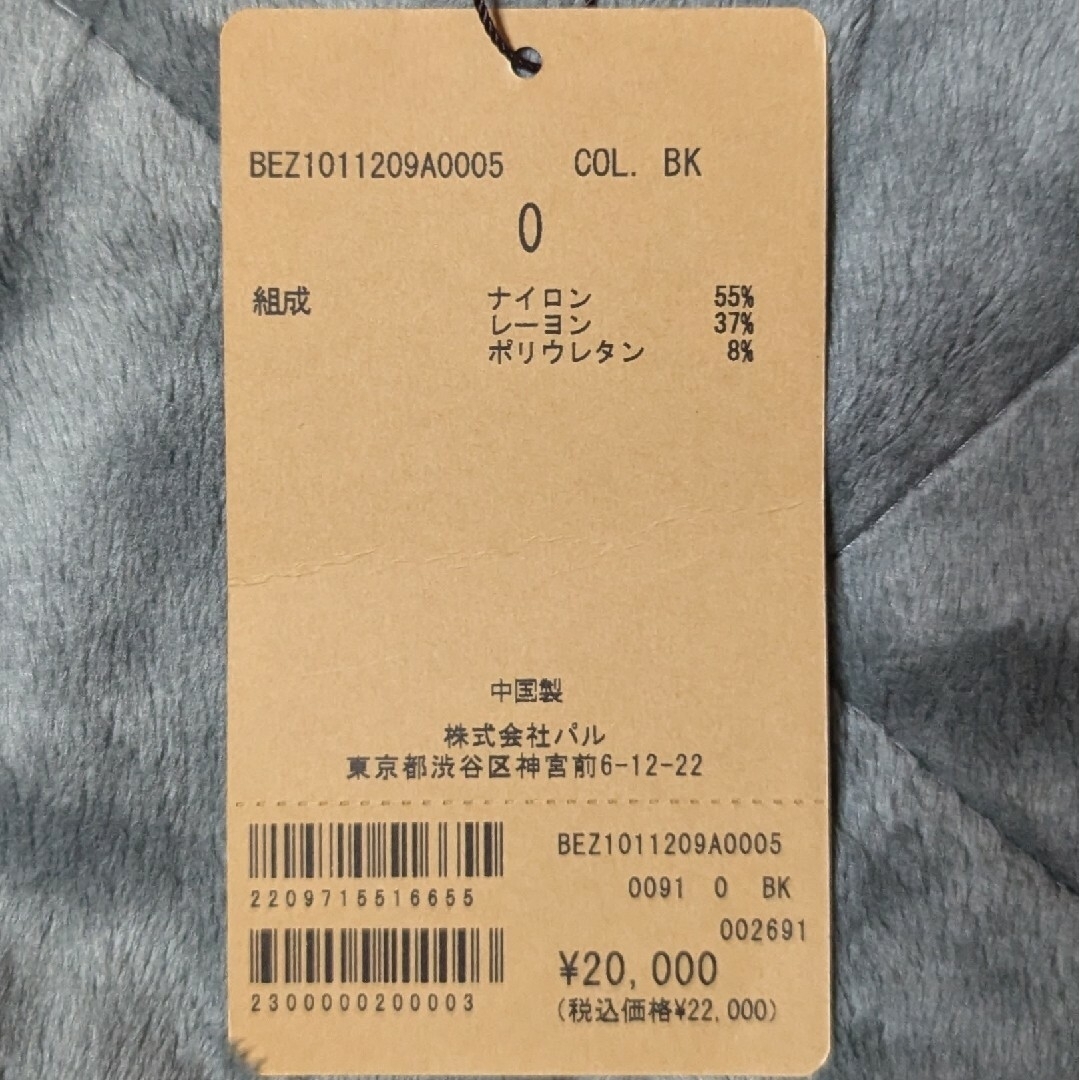 BEZ1011209A0005 COL. BK
0
組成 ナイロン 55%
レーヨン 37%
ポリウレタン 8%
中国製
株式会社パル
東京都渋谷区神宮前6-12-22
2209715516655
BEZ1011209A0005
0091 0 BK
002691
2300000200003
¥20,000
(税込価格¥22,000)